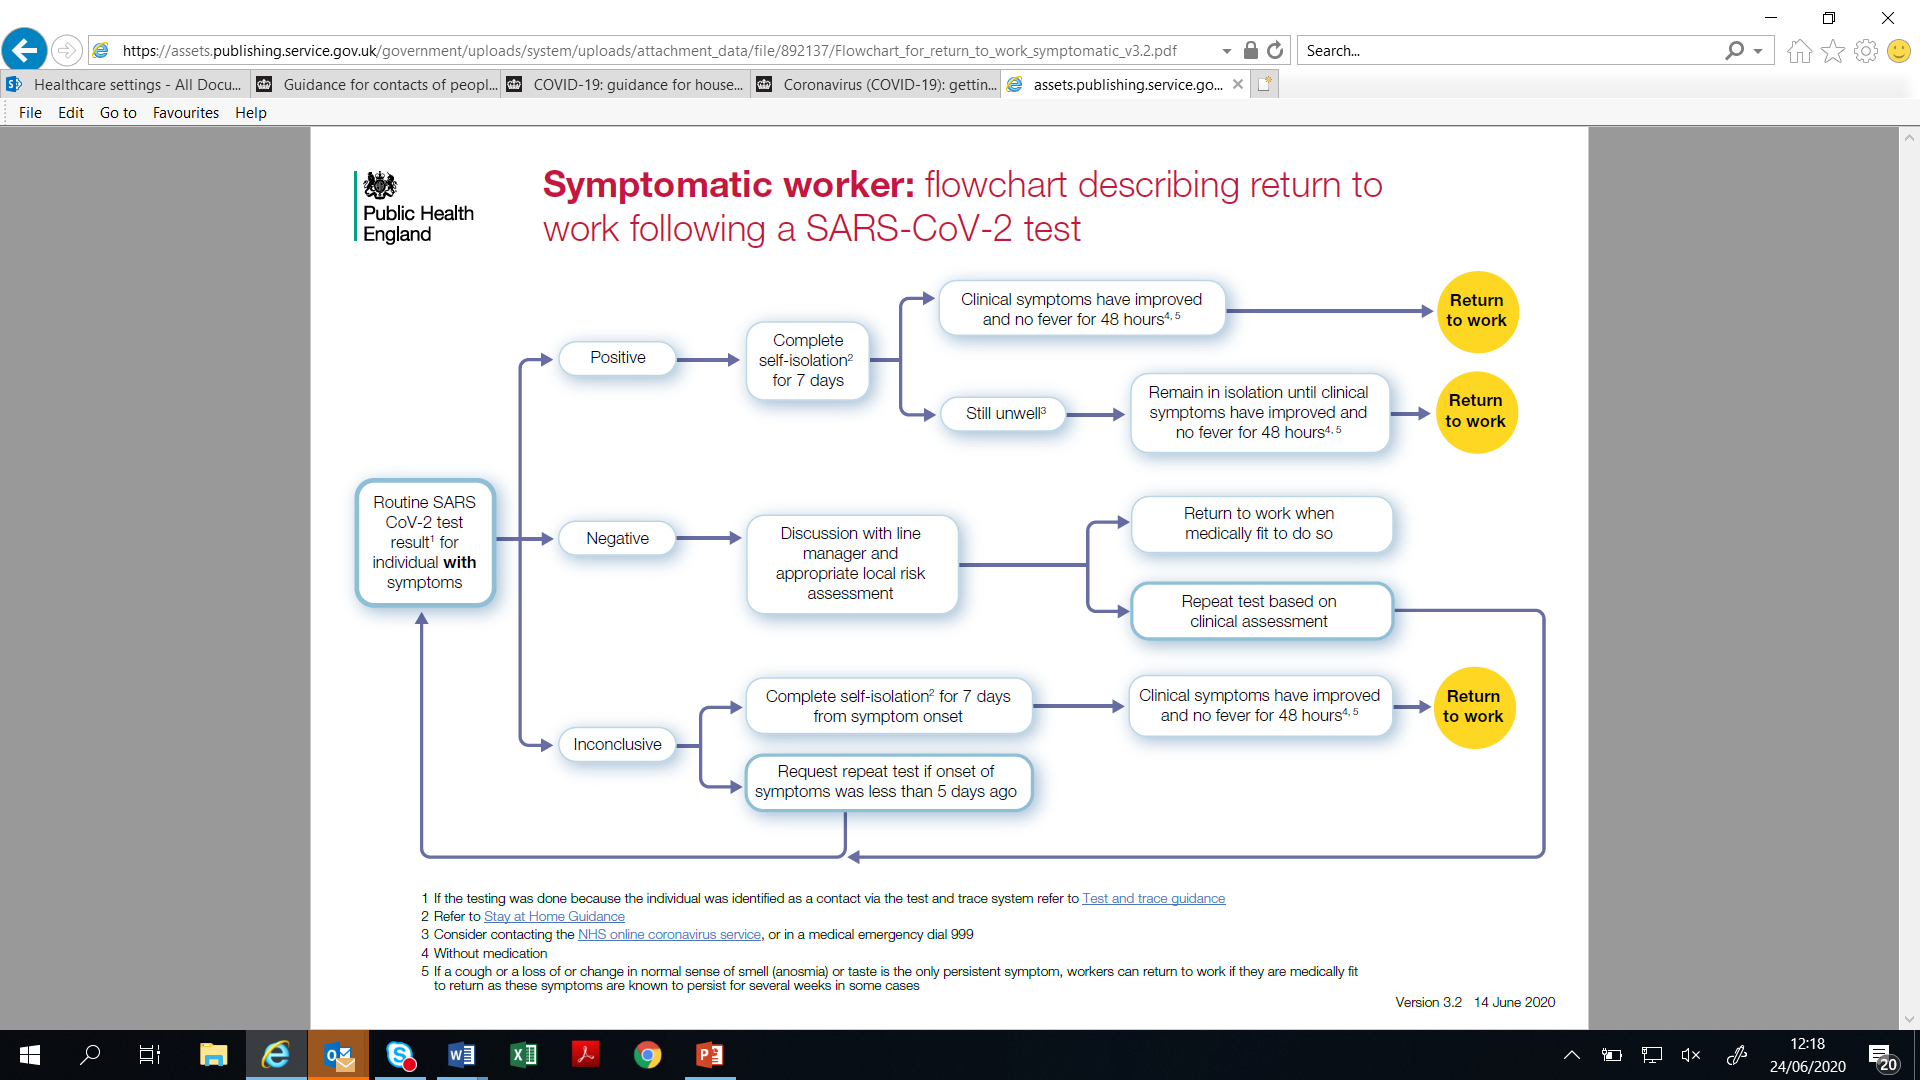 https://assets.publishing.service.gov.uk/government/uploads/system/uploads/attachment_data/file/892137/Flowchart_for_return_to_work_symptomatic_v3.2.pdf
Search...
Healthcare settings - All Docu...
Guidance for contacts of peopl...
COVID-19: guidance for house...
Coronavirus (COVID-19): gettin...
assets.publishing.service.go...
File Edit Go to Favourites Help
Public Health
England
Symptomatic worker: flowchart describing return to
work following a SARS-CoV-2 test
Routine SARS
CoV-2 test
result1 for
individual with
symptoms
Positive
Complete
self-isolation2
for 7 days
Clinical symptoms have improved
and no fever for 48 hours4, 5
Return
to work
Still unwell3
Remain in isolation until clinical
symptoms have improved and
no fever for 48 hours4, 5
Return
to work
Negative
Discussion with line
manager and
appropriate local risk
assessment
Return to work when
medically fit to do so
Repeat test based on
clinical assessment
Inconclusive
Complete self-isolation2 for 7 days
from symptom onset
Clinical symptoms have improved
and no fever for 48 hours4, 5
Return
to work
Request repeat test if onset of
symptoms was less than 5 days ago
1 If the testing was done because the individual was identified as a contact via the test and trace system refer to Test and trace guidance
2 Refer to Stay at Home Guidance
3 Consider contacting the NHS online coronavirus service, or in a medical emergency dial 999
4 Without medication
5 If a cough or a loss of or change in normal sense of smell (anosmia) or taste is the only persistent symptom, workers can return to work if they are medically fit
to return as these symptoms are known to persist for several weeks in some cases
Version 3.2 14 June 2020
12:18
24/06/2020
20